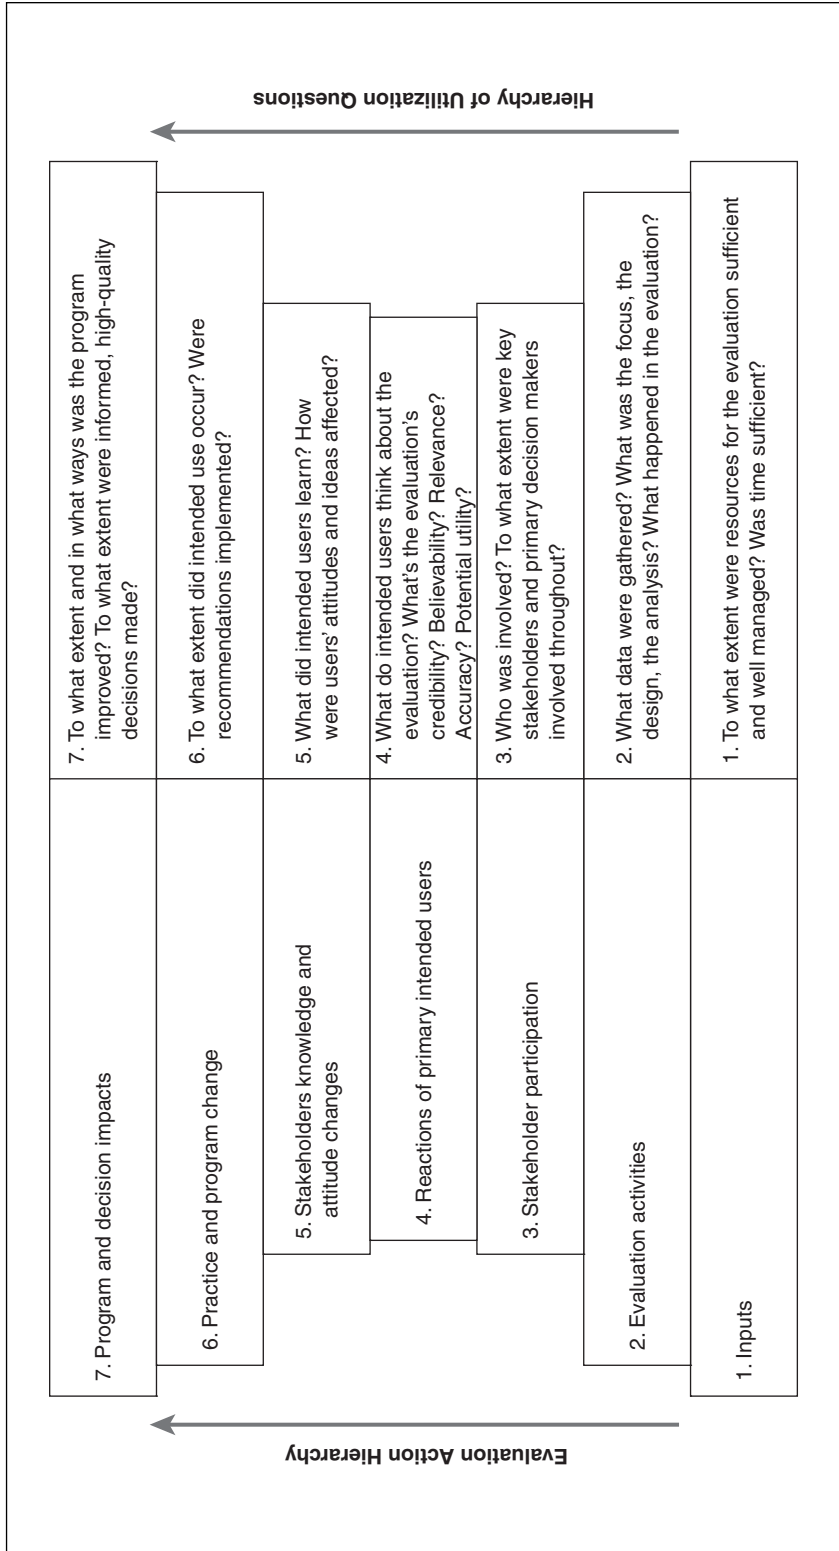 Evaluation Action Hierarchy
Hierarchy of Utilization Questions
7. Program and decision impacts
7. To what extent and in what ways was the program
improved? To what extent were informed, high-quality
decisions made?
6. Practice and program change
6. To what extent did intended use occur? Were
recommendations implemented?
5. Stakeholders knowledge and
attitude changes
5. What did intended users learn? How
were users’ attitudes and ideas affected?
4. Reactions of primary intended users
4. What do intended users think about the
evaluation? What’s the evaluation’s
credibility? Believability? Relevance?
Accuracy? Potential utility?
3. Stakeholder participation
3. Who was involved? To what extent were key
stakeholders and primary decision makers
involved throughout?
2. Evaluation activities
2. What data were gathered? What was the focus, the
design, the analysis? What happened in the evaluation?
1. Inputs
1. To what extent were resources for the evaluation sufficient
and well managed? Was time sufficient?